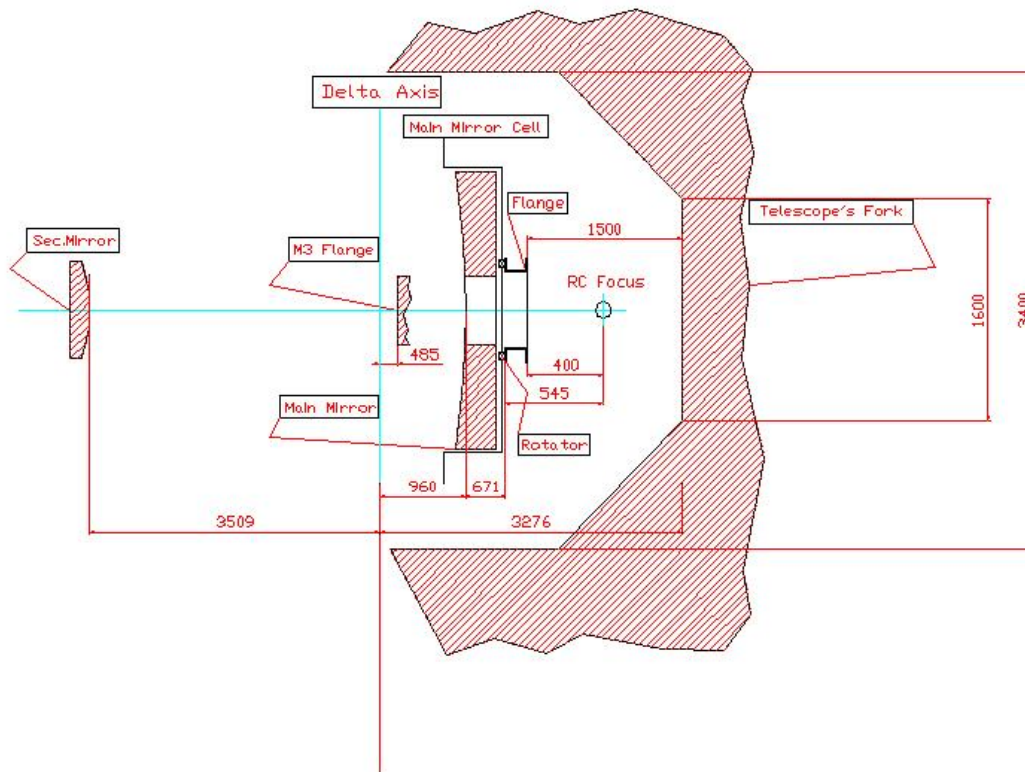 Delta Axis
Main Mirror Cell
Flange
Telescope's Fork
Sec.Mirror
M3 Flange
1500
RC Focus
1600
3400
485
400
545
Main Mirror
Rotator
960
671
3509
3276